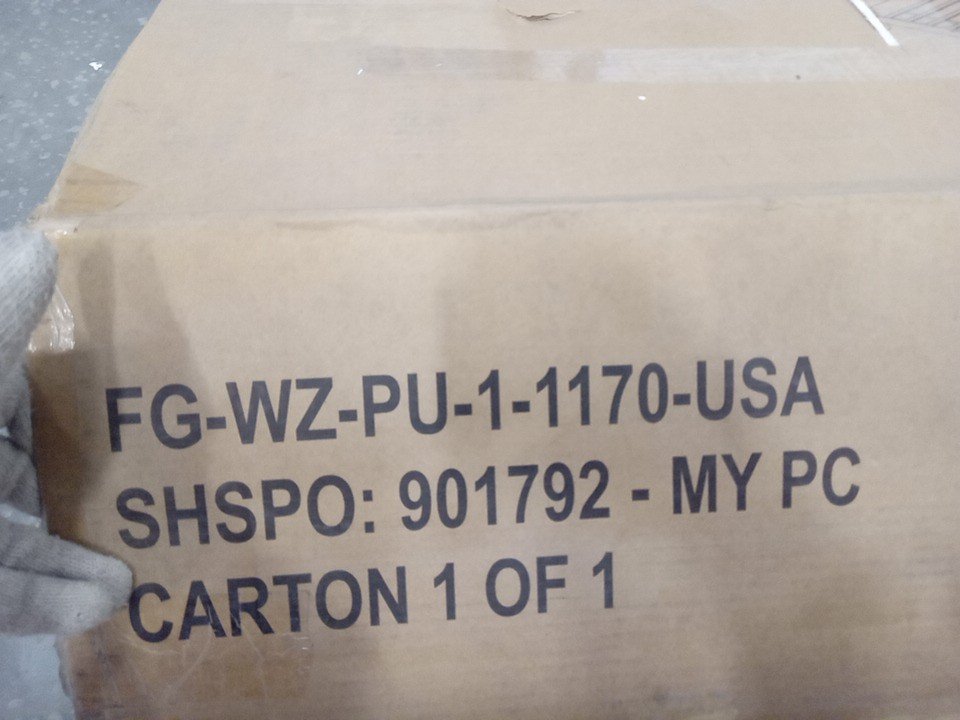 FG-WZ-PU-1-1170-USA
SHSPO: 901792 - MY PC
CARTON 1 OF 1